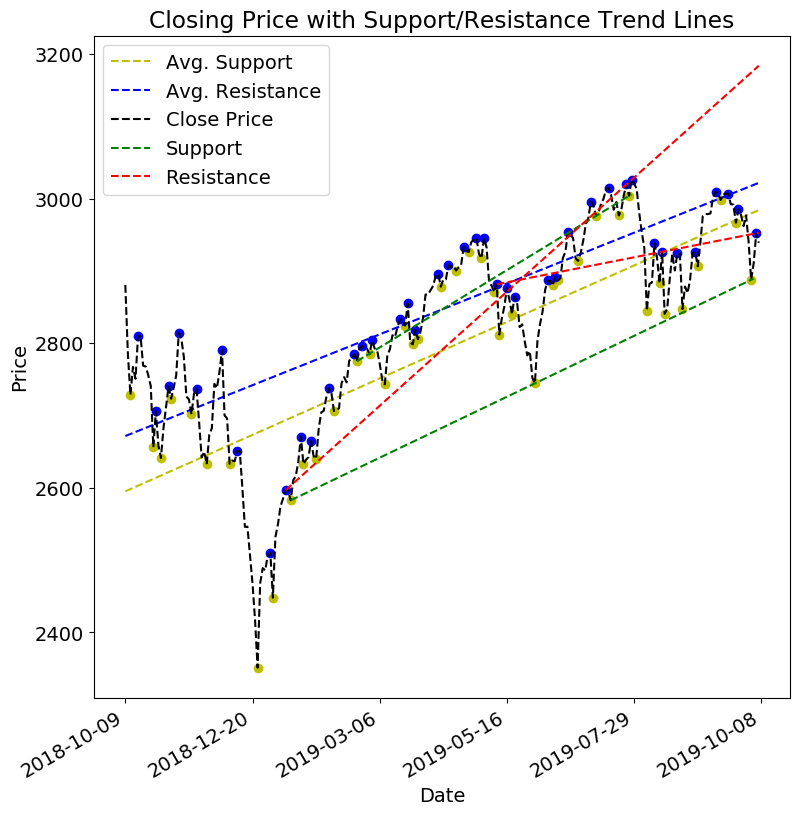 Closing Price with Support/Resistance Trend Lines
Avg. Support
Avg. Resistance
Close Price
Support
Resistance
3200
3000
2800
2600
2400
Price
2018-10-09
2018-12-20
2019-03-06
2019-05-16
2019-07-29
2019-10-08
Date